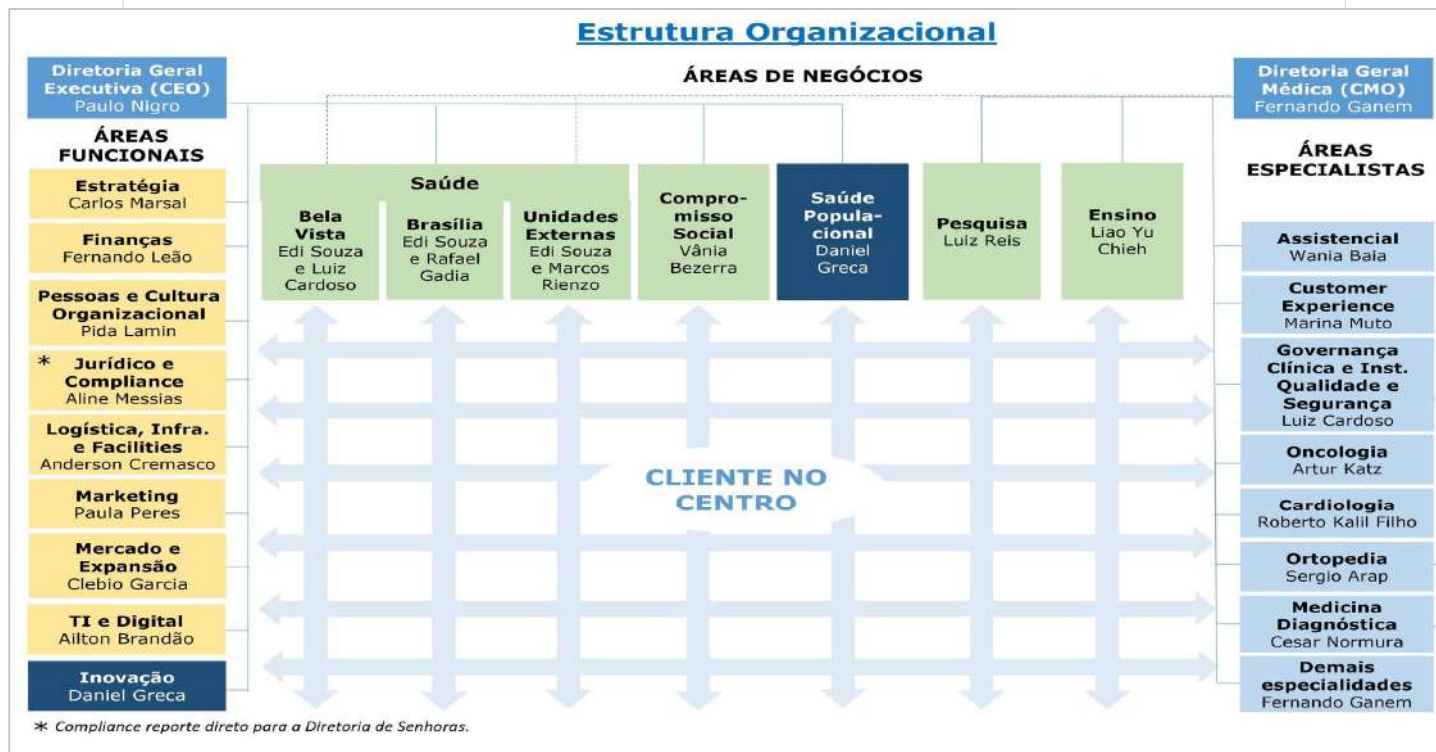 Estrutura Organizacional
Diretoria Geral
Executiva (CEO)
Paulo Nigro
ÁREAS DE NEGÓCIOS
Diretoria Geral
Médica (CMO)
Fernando Ganem
ÁREAS
FUNCIONAIS
Estratégia
Carlos Marsal
Finanças
Fernando Leão
Pessoas e Cultura
Organizacional
Pida Lamin
* Jurídico e
Compliance
Aline Messias
Logística, Infra.
e Facilities
Anderson Cremasco
Marketing
Paula Peres
Mercado e
Expansão
Clebio Garcia
TI e Digital
Ailton Brandão
Inovação
Daniel Greca
Saúde
Bela
Vista
Edi Souza
e Luiz
Cardoso
Brasília
Edi Souza
e Rafael
Gadia
Unidades
Externas
Edi Souza
e Marcos
Rienzo
Compro-
misso
Social
Vânia
Bezerra
Saúde
Popula-
cional
Daniel
Greca
Pesquisa
Luiz Reis
Ensino
Liao Yu
Chieh
CLIENTE NO
CENTRO
ÁREAS
ESPECIALISTAS
Assistencial
Wania Baia
Customer
Experience
Marina Muto
Governança
Clínica e Inst.
Qualidade e
Segurança
Luiz Cardoso
Oncologia
Artur Katz
Cardiologia
Roberto Kalil Filho
Ortopedia
Sergio Arap
Medicina
Diagnóstica
Cesar Normura
Demais
especialidades
Fernando Ganem
* Compliance reporte direto para a Diretoria de Senhoras.